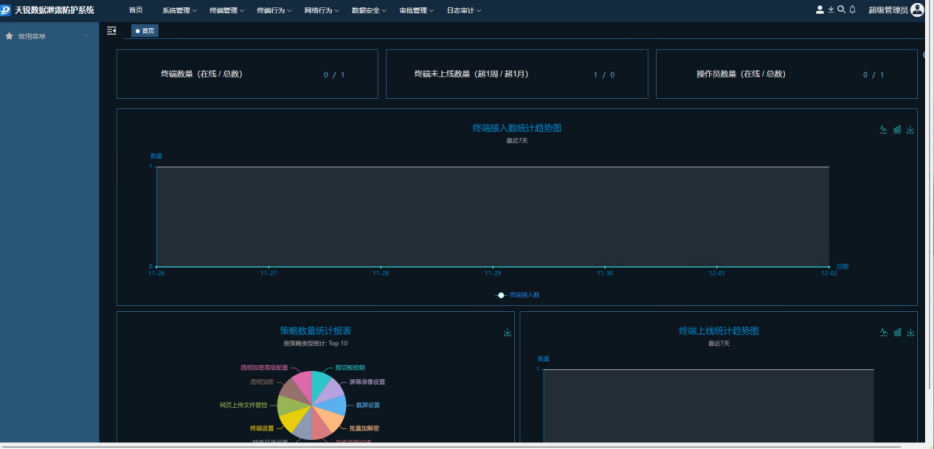 天锐数据泄露防护系统 首页 系统管理 终端管理 终端行为 网络行为 数据安全 审批管理 日志审计 超级管理员
常用菜单
首页
终端数量（在线 / 总数） 0 / 1 终端未上线数量（超1周 / 超1月） 1 / 0 操作员数量（在线 / 总数） 0 / 1
终端接入数统计趋势图
最近7天
数量
1
0
日期
11-26 11-27 11-28 11-29 11-30 12-01 12-02
终端接入数
策略数量统计报表 终端上线统计趋势图
按策略类型统计: Top 10 最近7天
数量
透明加密高级配置 剪切板控制 1
透明加密 屏幕录像设置
网页上传文件管控 截屏设置
终端设置 批量加解密